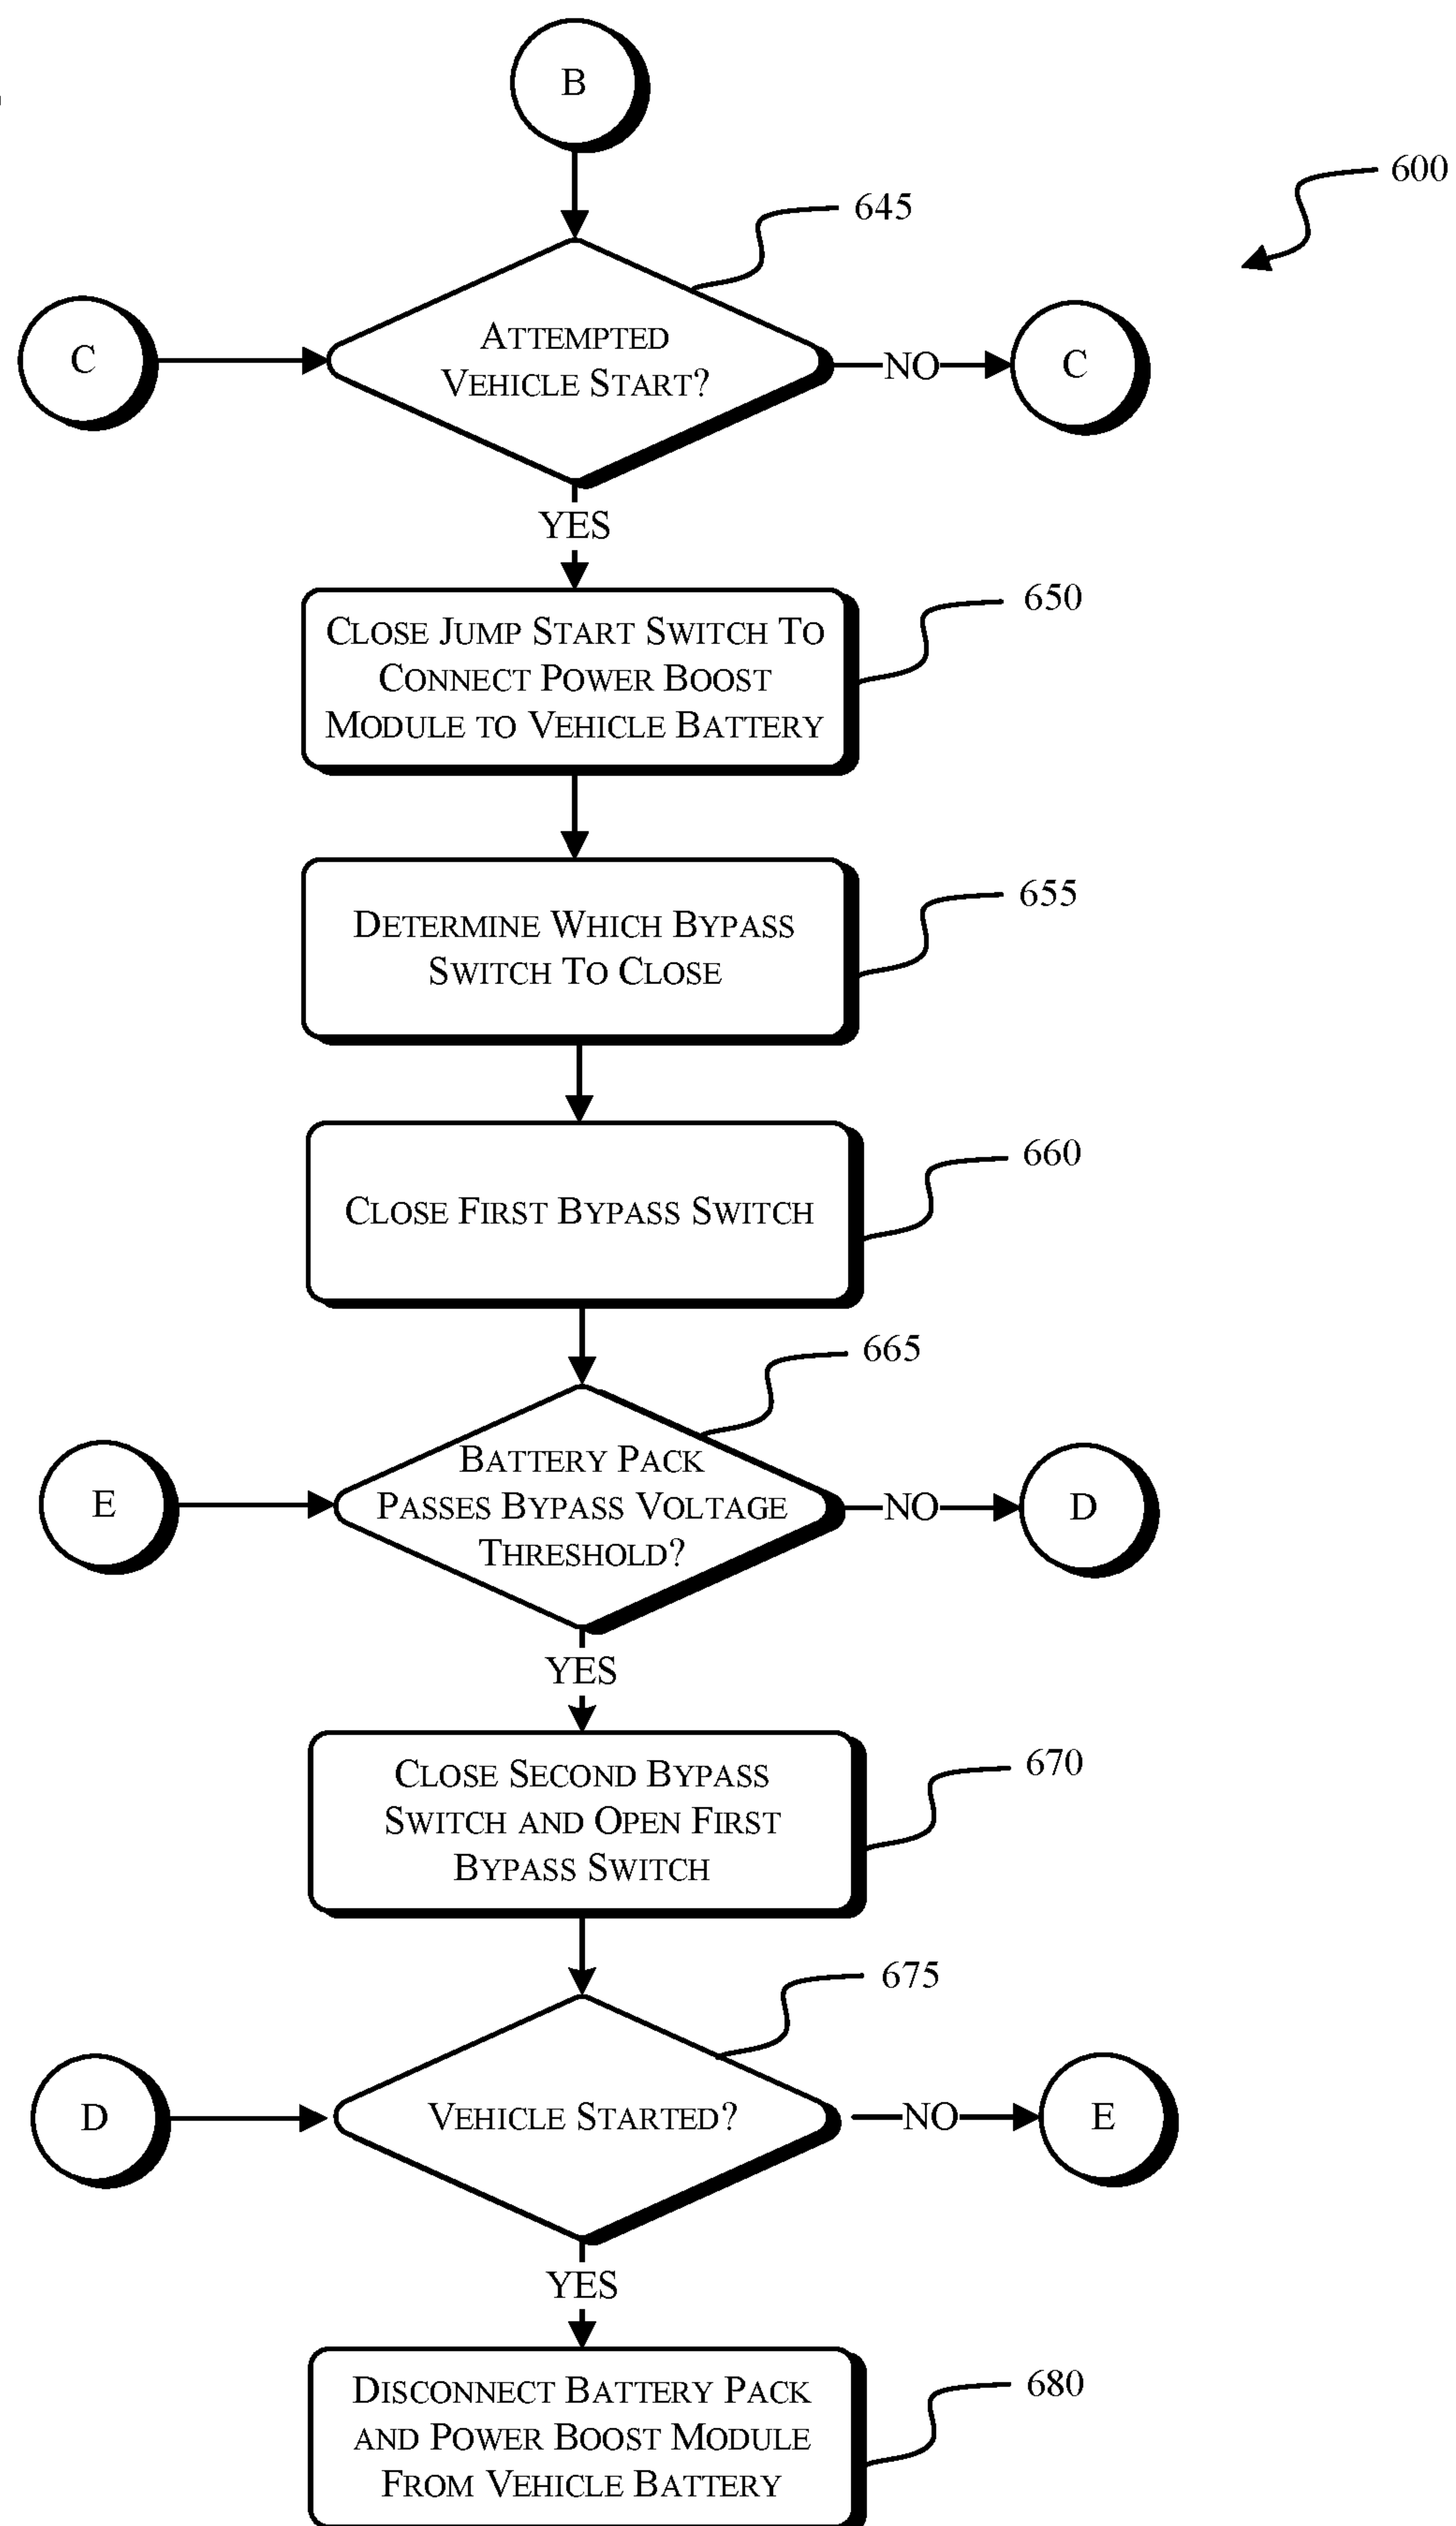 B
600
645
C
ATTEMPTED
VEHICLE START?
NO
C
YES
650
CLOSE JUMP START SWITCH TO
CONNECT POWER BOOST
MODULE TO VEHICLE BATTERY
655
DETERMINE WHICH BYPASS
SWITCH TO CLOSE
660
CLOSE FIRST BYPASS SWITCH
665
E
BATTERY PACK
PASSES BYPASS VOLTAGE
THRESHOLD?
NO
D
YES
670
CLOSE SECOND BYPASS
SWITCH AND OPEN FIRST
BYPASS SWITCH
675
D
VEHICLE STARTED?
NO
E
YES
680
DISCONNECT BATTERY PACK
AND POWER BOOST MODULE
FROM VEHICLE BATTERY